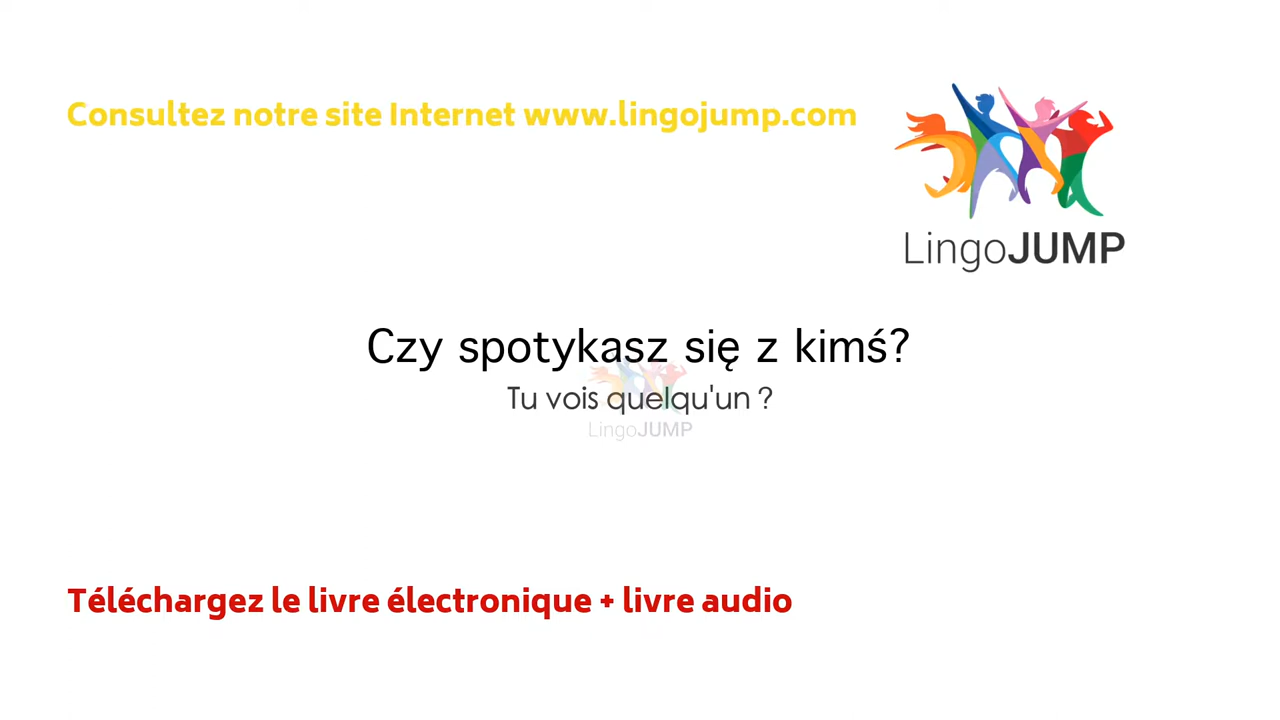 Consultez notre site Internet www.lingojump.com
LingoJUMP
Czy spotykasz się z kimś?
Tu vois quelqu'un ?
LingoJUMP
Téléchargez le livre électronique + livre audio